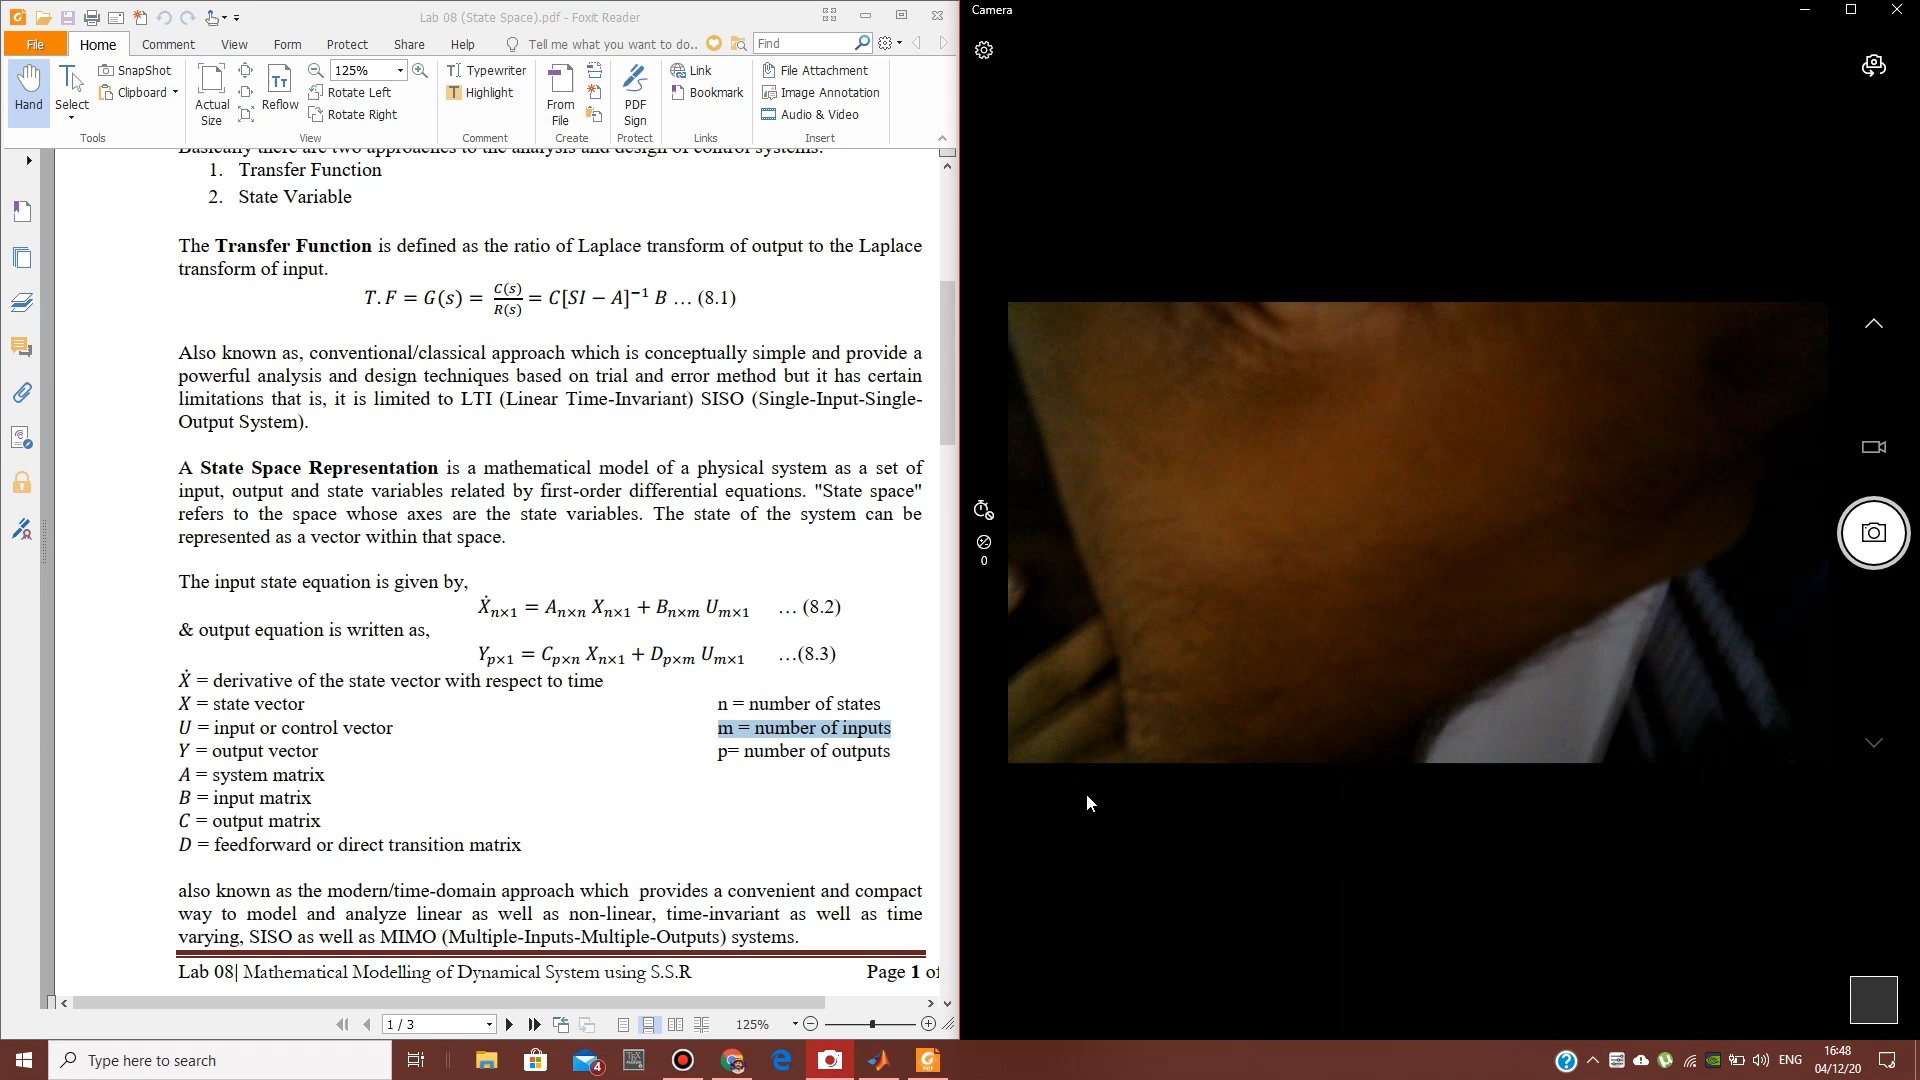 Lab 08 (State Space).pdf - Foxit Reader
File Home Comment View Form Protect Share Help Tell me what you want to do.. Find
Hand
Select
SnapShot
Clipboard
Tools
Actual Size
Reflow
125%
Rotate Left
Rotate Right
View
Typewriter
Highlight
Comment
From File
Create
PDF Sign
Protect
Link
Bookmark
Links
File Attachment
Image Annotation
Audio & Video
Insert
Basically there are two approaches to the analysis and design of control systems.
1. Transfer Function
2. State Variable
The Transfer Function is defined as the ratio of Laplace transform of output to the Laplace
transform of input.
T.F = G(s) = C(s)/R(s) = C[SI − A]⁻¹ B … (8.1)
Also known as, conventional/classical approach which is conceptually simple and provide a
powerful analysis and design techniques based on trial and error method but it has certain
limitations that is, it is limited to LTI (Linear Time-Invariant) SISO (Single-Input-Single-
Output System).
A State Space Representation is a mathematical model of a physical system as a set of
input, output and state variables related by first-order differential equations. "State space"
refers to the space whose axes are the state variables. The state of the system can be
represented as a vector within that space.
The input state equation is given by,
Ẋn×1 = An×n Xn×1 + Bn×m Um×1 … (8.2)
& output equation is written as,
Yp×1 = Cp×n Xn×1 + Dp×m Um×1 …(8.3)
Ẋ = derivative of the state vector with respect to time
X = state vector n = number of states
U = input or control vector m = number of inputs
Y = output vector p= number of outputs
A = system matrix
B = input matrix
C = output matrix
D = feedforward or direct transition matrix
also known as the modern/time-domain approach which provides a convenient and compact
way to model and analyze linear as well as non-linear, time-invariant as well as time
varying, SISO as well as MIMO (Multiple-Inputs-Multiple-Outputs) systems.
Lab 08| Mathematical Modelling of Dynamical System using S.S.R Page 1 of
1 / 3 125%
Camera
0
Type here to search
4
ENG
16:48
04/12/20